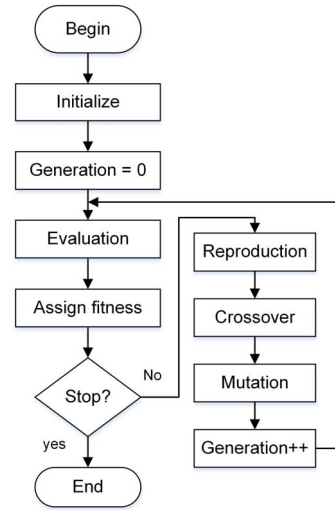 Begin
Initialize
Generation = 0
Evaluation
Assign fitness
Stop?
No
yes
End
Reproduction
Crossover
Mutation
Generation++